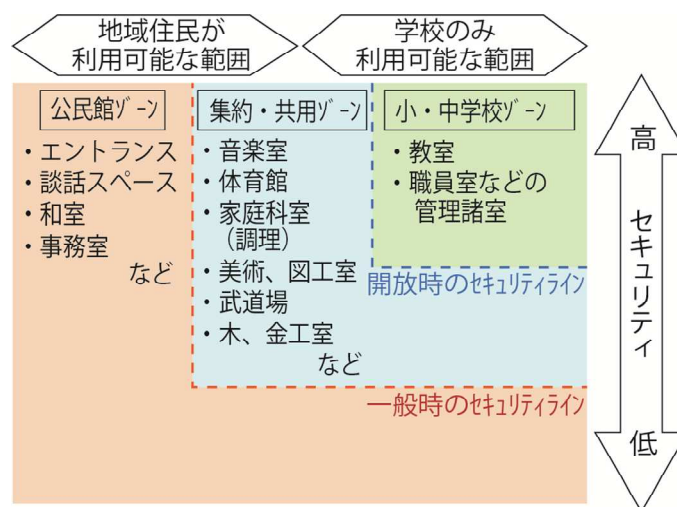 地域住民が
利用可能な範囲
学校のみ
利用可能な範囲
公民館ｿﾞｰﾝ
・エントランス
・談話スペース
・和室
・事務室
など
集約・共用ｿﾞｰﾝ
・音楽室
・体育館
・家庭科室
（調理）
・美術、図工室
・武道場
・木、金工室
など
小・中学校ｿﾞｰﾝ
・教室
・職員室などの
管理諸室
開放時のｾｷｭﾘﾃｨﾗｲﾝ
一般時のｾｷｭﾘﾃｨﾗｲﾝ
高
セキュリティ
低